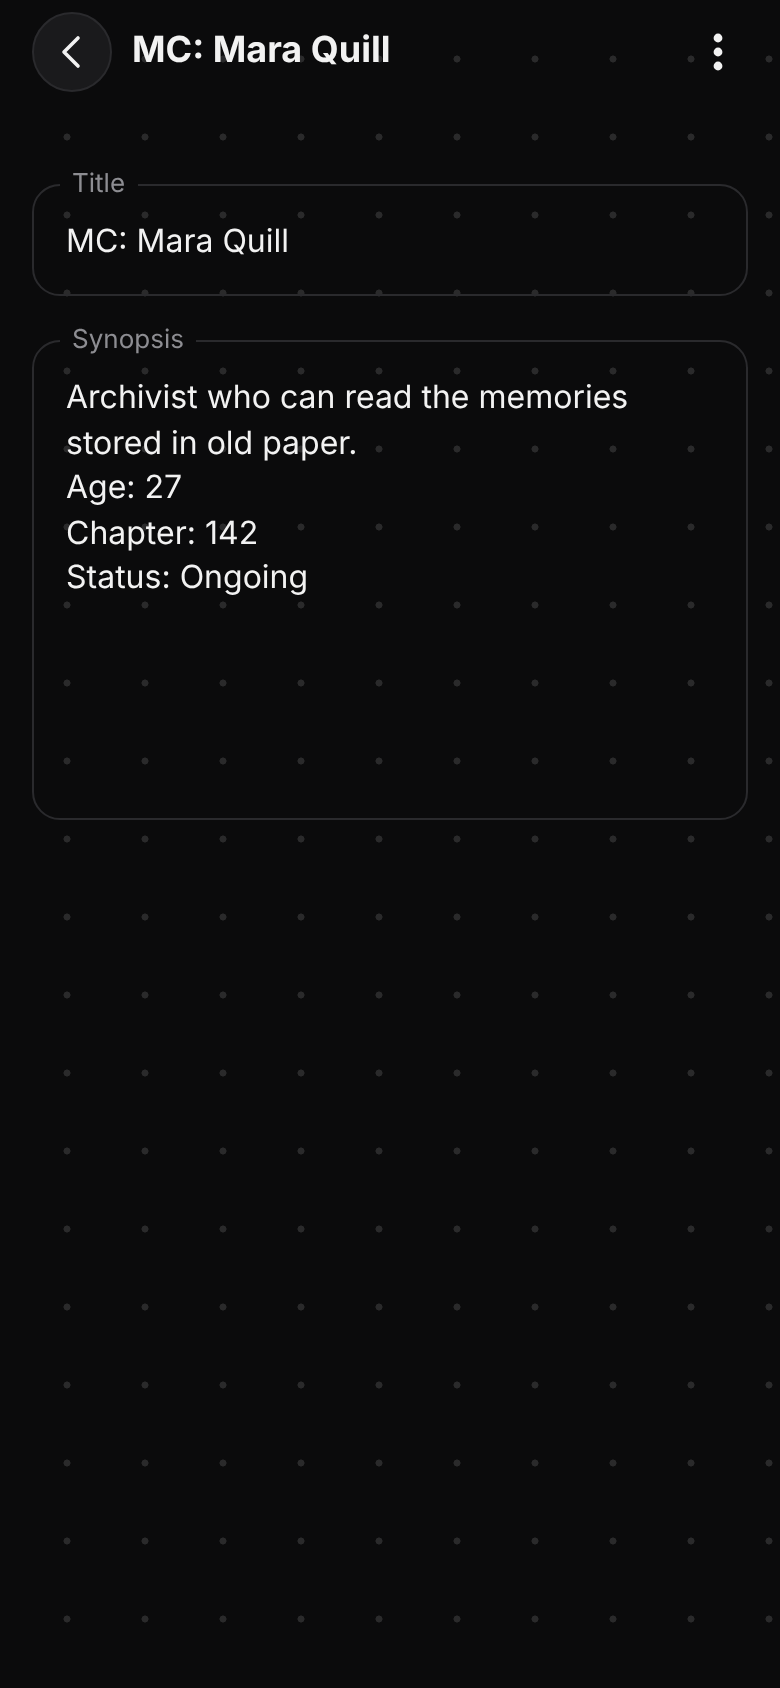 MC: Mara Quill
Title
MC: Mara Quill
Synopsis
Archivist who can read the memories
stored in old paper.
Age: 27
Chapter: 142
Status: Ongoing